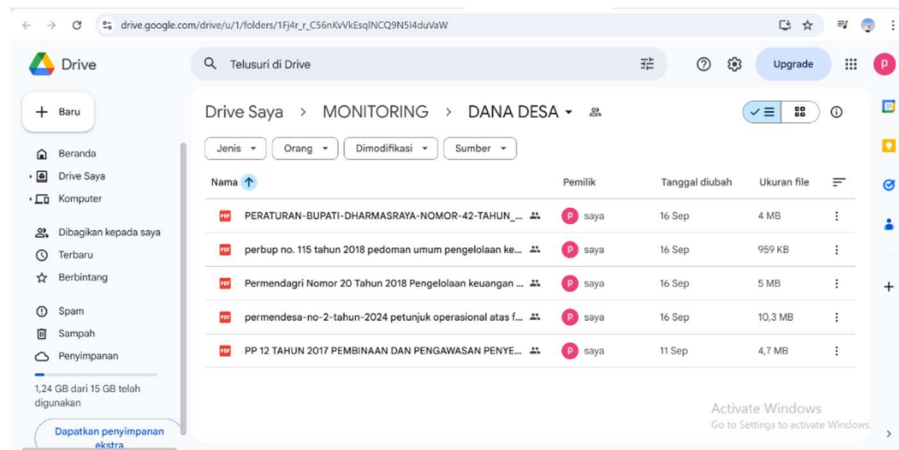 drive.google.com/drive/u/1/folders/1Fj4r_r_C56nKvVkEsqlNCQ9N5I4duVaW
Drive
Telusuri di Drive
Upgrade
P
Baru
Drive Saya > MONITORING > DANA DESA
Jenis
Orang
Dimodifikasi
Sumber
Beranda
Drive Saya
Komputer
Dibagikan kepada saya
Terbaru
Berbintang
Spam
Sampah
Penyimpanan
1,24 GB dari 15 GB telah
digunakan
Dapatkan penyimpanan
ekstra
Nama Pemilik Tanggal diubah Ukuran file
PDF PERATURAN-BUPATI-DHARMASRAYA-NOMOR-42-TAHUN_... P saya 16 Sep 4 MB
PDF perbup no. 115 tahun 2018 pedoman umum pengelolaan ke... P saya 16 Sep 959 KB
PDF Permendagri Nomor 20 Tahun 2018 Pengelolaan keuangan ... P saya 16 Sep 5 MB
PDF permendesa-no-2-tahun-2024 petunjuk operasional atas f... P saya 16 Sep 10,3 MB
PDF PP 12 TAHUN 2017 PEMBINAAN DAN PENGAWASAN PENYE... P saya 11 Sep 4,7 MB
Activate Windows
Go to Settings to activate Windows.